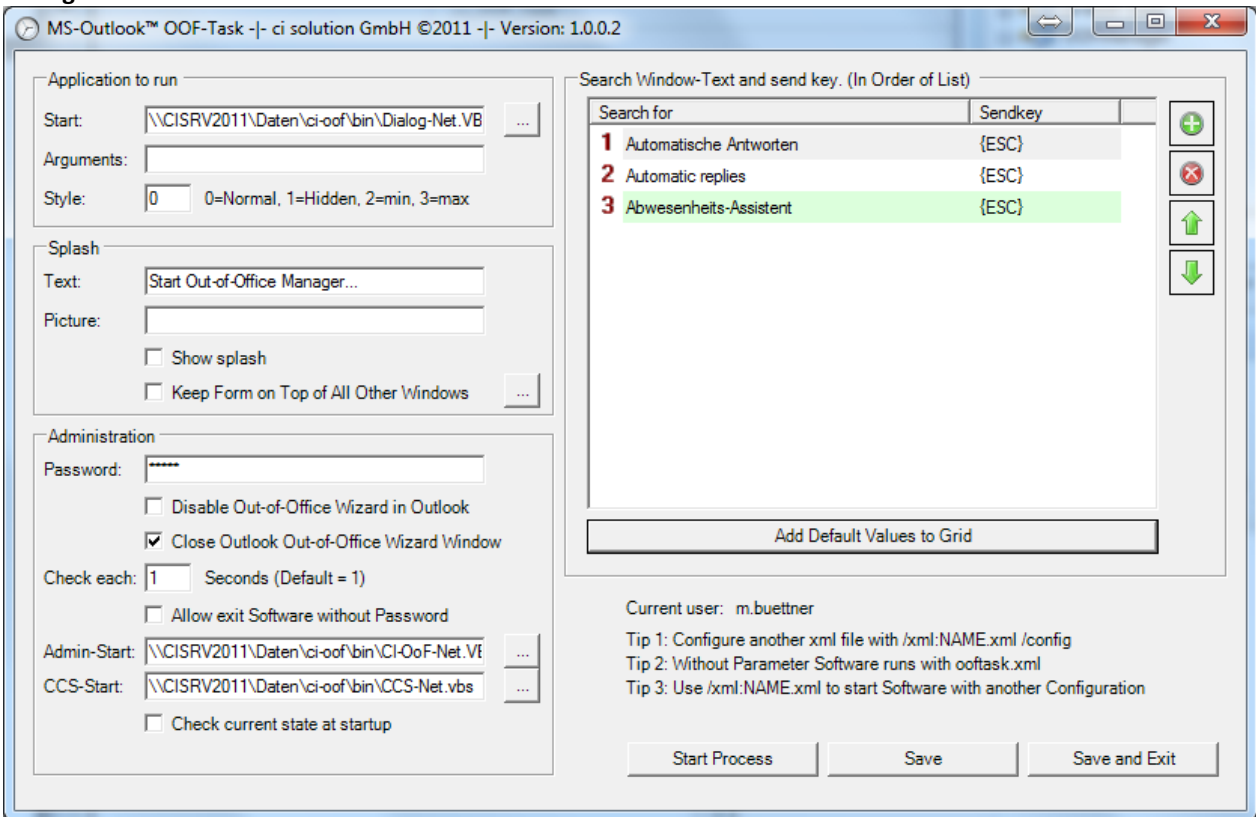 MS-Outlook™ OOF-Task -|- ci solution GmbH ©2011 -|- Version: 1.0.0.2
Application to run
Start: \\CISRV2011\Daten\ci-oof\bin\Dialog-Net.VB ...
Arguments:
Style: 0 0=Normal, 1=Hidden, 2=min, 3=max
Splash
Text: Start Out-of-Office Manager...
Picture:
Show splash
Keep Form on Top of All Other Windows ...
Administration
Password: *****
Disable Out-of-Office Wizard in Outlook
Close Outlook Out-of-Office Wizard Window
Check each: 1 Seconds (Default = 1)
Allow exit Software without Password
Admin-Start: \\CISRV2011\Daten\ci-oof\bin\CI-OoF-Net.VB ...
CCS-Start: \\CISRV2011\Daten\ci-oof\bin\CCS-Net.vbs ...
Check current state at startup
Search Window-Text and send key. (In Order of List)
Search for Sendkey
1 Automatische Antworten {ESC}
2 Automatic replies {ESC}
3 Abwesenheits-Assistent {ESC}
Add Default Values to Grid
Current user: m.buettner
Tip 1: Configure another xml file with /xml:NAME.xml /config
Tip 2: Without Parameter Software runs with ooftask.xml
Tip 3: Use /xml:NAME.xml to start Software with another Configuration
Start Process Save Save and Exit